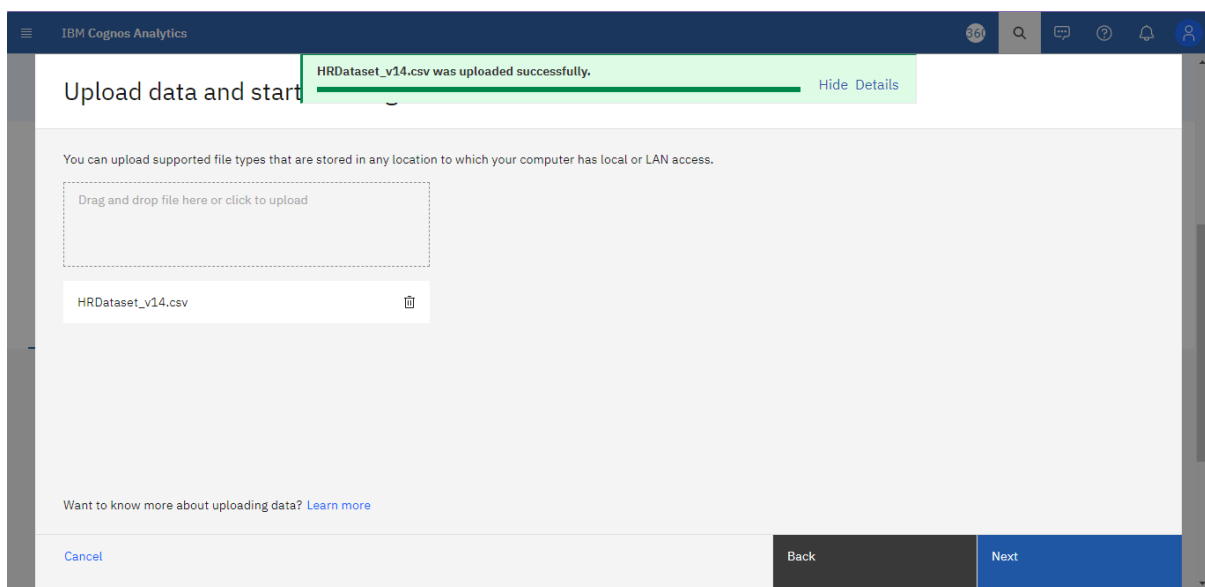 IBM Cognos Analytics
360
HRDataset_v14.csv was uploaded successfully.
Hide Details
Upload data and start
You can upload supported file types that are stored in any location to which your computer has local or LAN access.
Drag and drop file here or click to upload
HRDataset_v14.csv
Want to know more about uploading data? Learn more
Cancel
Back
Next